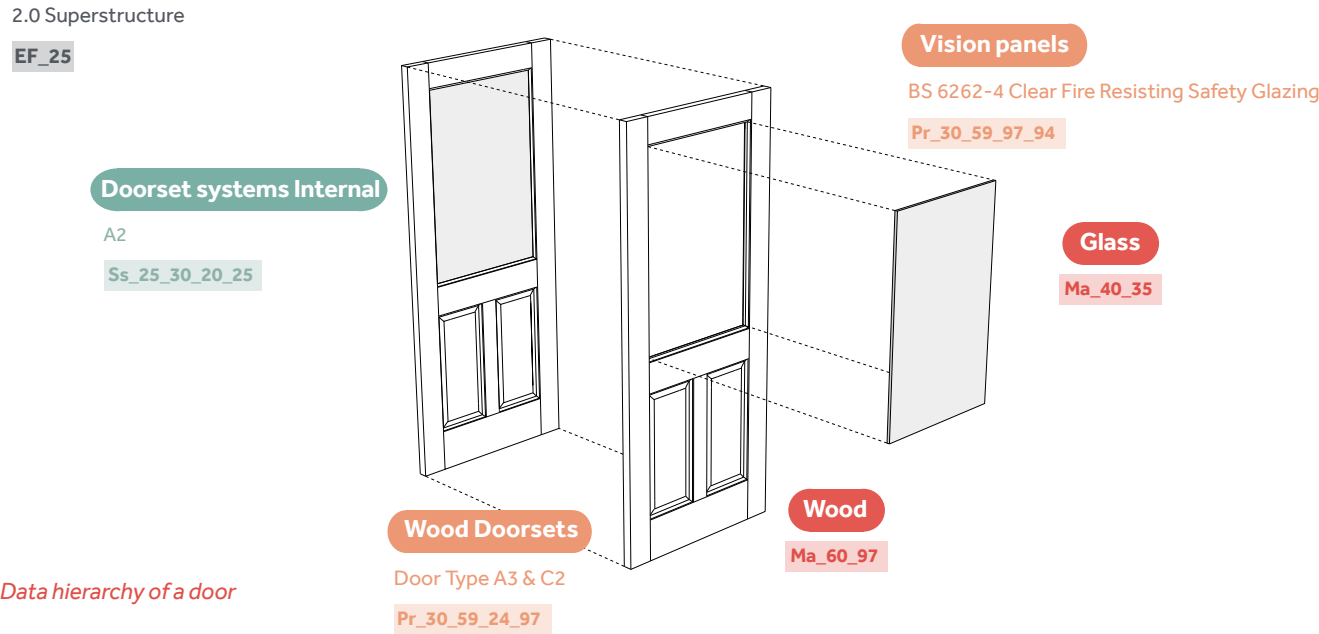 2.0 Superstructure
EF_25
Vision panels
BS 6262-4 Clear Fire Resisting Safety Glazing
Pr_30_59_97_94
Doorset systems Internal
A2
Ss_25_30_20_25
Glass
Ma_40_35
Wood
Ma_60_97
Wood Doorsets
Door Type A3 & C2
Pr_30_59_24_97
Data hierarchy of a door